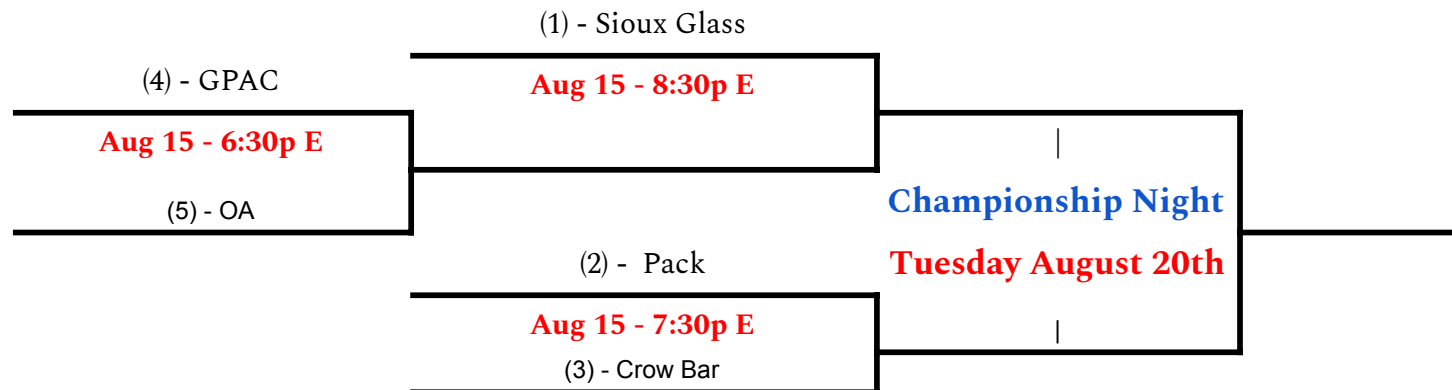 (1) - Sioux Glass
(4) - GPAC
Aug 15 - 8:30p E
Aug 15 - 6:30p E
|
(5) - OA
Championship Night
(2) - Pack
Tuesday August 20th
Aug 15 - 7:30p E
|
(3) - Crow Bar